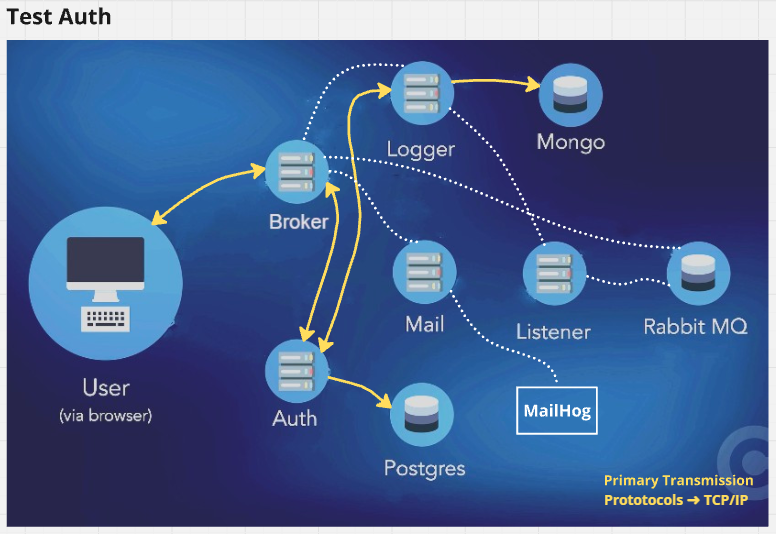 Test Auth
Logger
Mongo
Broker
Mail
Listener
Rabbit MQ
User
(via browser)
Auth
MailHog
Postgres
Primary Transmission
Prototocols ➔ TCP/IP